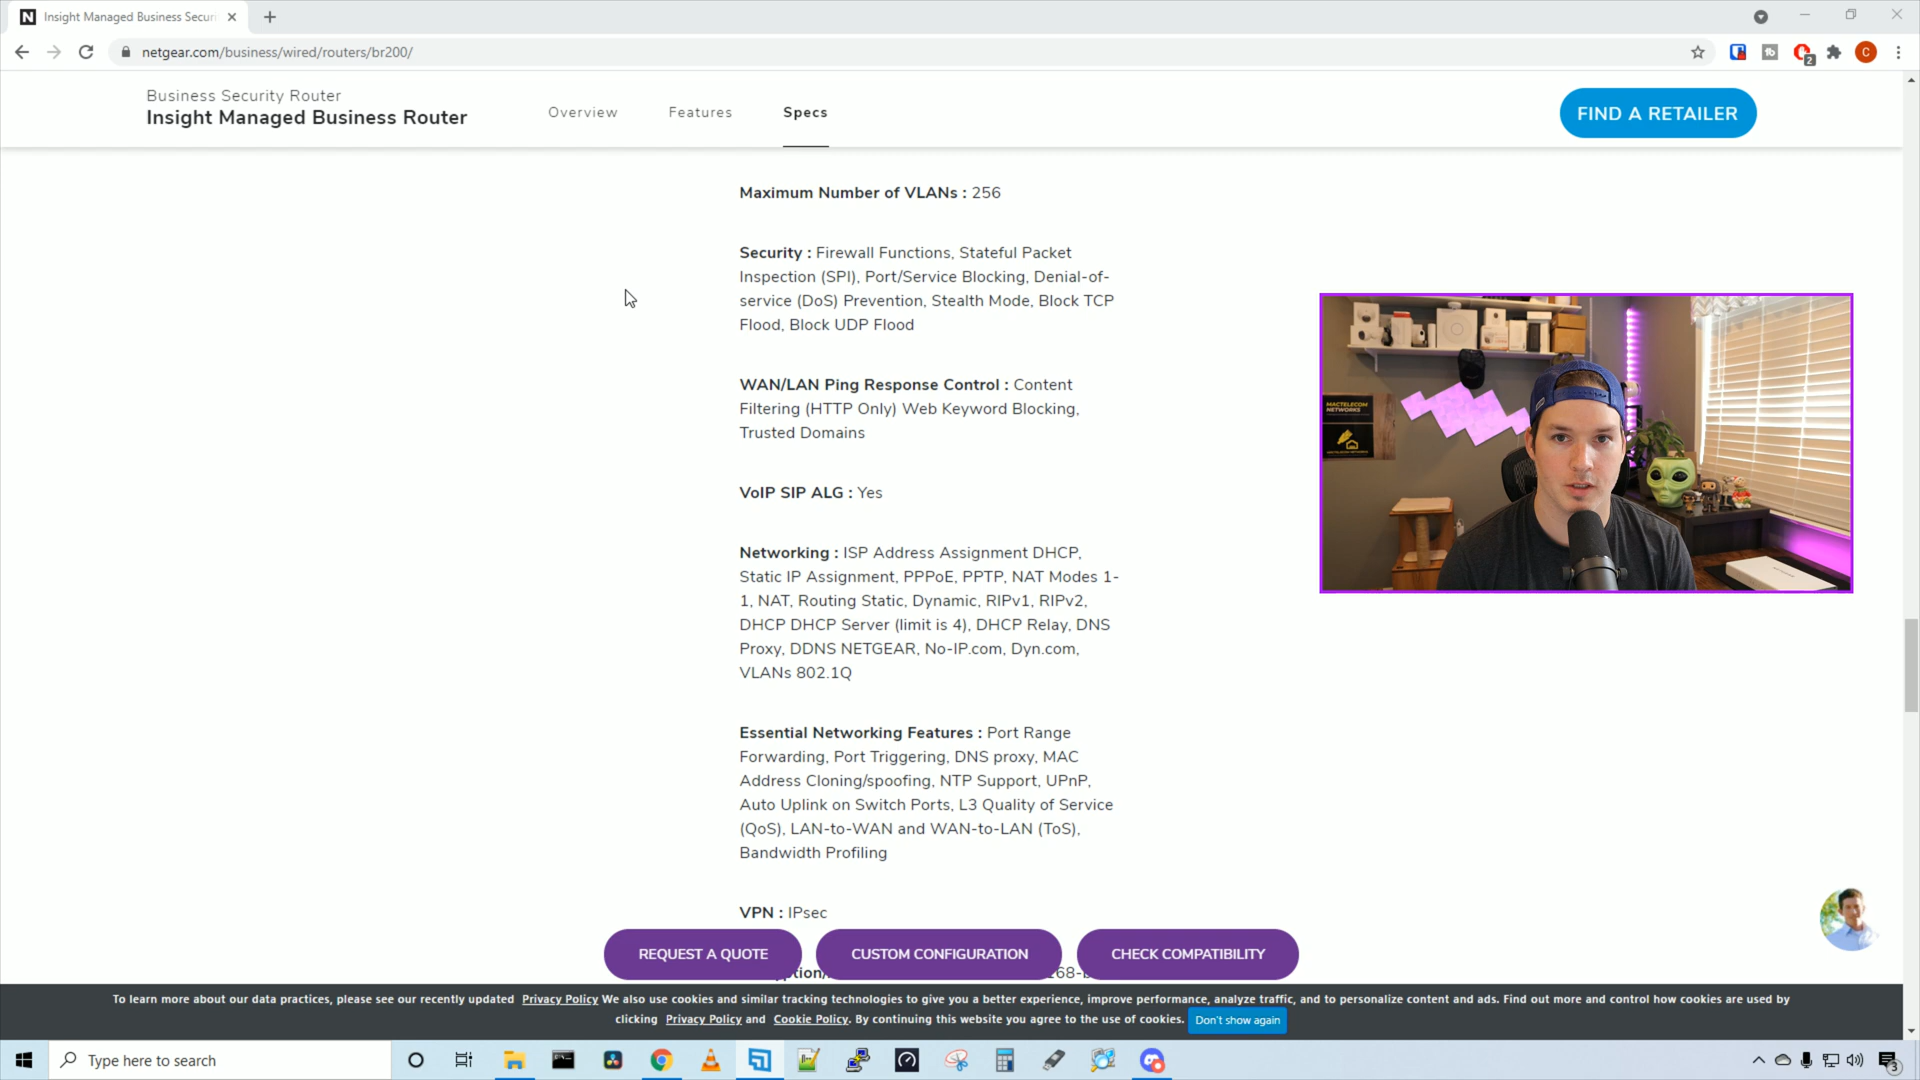 Insight Managed Business Secur
netgear.com/business/wired/routers/br200/
2
C
Business Security Router
Insight Managed Business Router
Overview
Features
Specs
FIND A RETAILER
Maximum Number of VLANs : 256
Security : Firewall Functions, Stateful Packet
Inspection (SPI), Port/Service Blocking, Denial-of-
service (DoS) Prevention, Stealth Mode, Block TCP
Flood, Block UDP Flood
WAN/LAN Ping Response Control : Content
Filtering (HTTP Only) Web Keyword Blocking,
Trusted Domains
VoIP SIP ALG : Yes
Networking : ISP Address Assignment DHCP,
Static IP Assignment, PPPoE, PPTP, NAT Modes 1-
1, NAT, Routing Static, Dynamic, RIPv1, RIPv2,
DHCP DHCP Server (limit is 4), DHCP Relay, DNS
Proxy, DDNS NETGEAR, No-IP.com, Dyn.com,
VLANs 802.1Q
Essential Networking Features : Port Range
Forwarding, Port Triggering, DNS proxy, MAC
Address Cloning/spoofing, NTP Support, UPnP,
Auto Uplink on Switch Ports, L3 Quality of Service
(QoS), LAN-to-WAN and WAN-to-LAN (ToS),
Bandwidth Profiling
VPN : IPsec
MACTELECOM
NETWORKS
MACTELECOM
NETWORKS
REQUEST A QUOTE
CUSTOM CONFIGURATION
CHECK COMPATIBILITY
To learn more about our data practices, please see our recently updated Privacy Policy We also use cookies and similar tracking technologies to give you a better experience, improve performance, analyze traffic, and to personalize content and ads. Find out more and control how cookies are used by
clicking Privacy Policy and Cookie Policy. By continuing this website you agree to the use of cookies. Don't show again
Type here to search
3